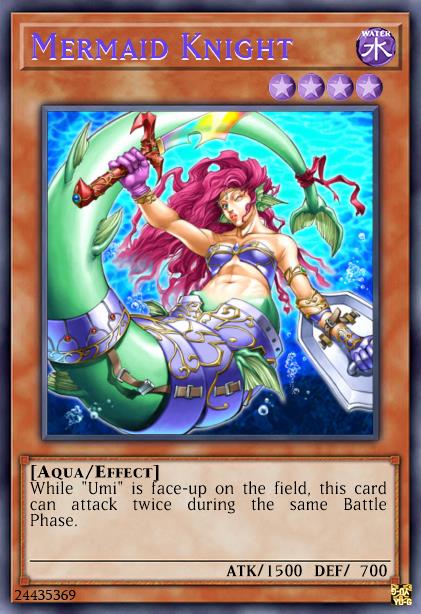 Mermaid Knight
WATER
水
[Aqua/Effect]
While "Umi" is face-up on the field, this card
can attack twice during the same Battle
Phase.
ATK/1500 DEF/ 700
24435369